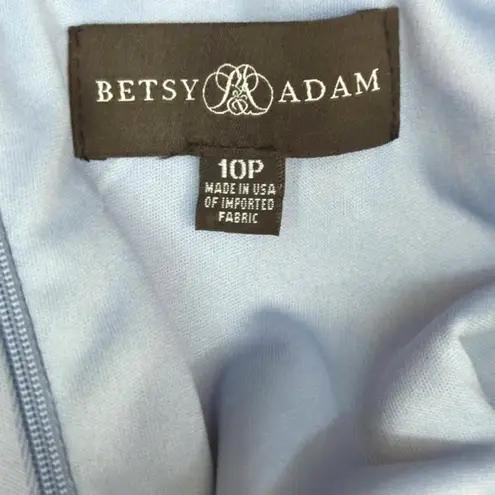 BETSY & ADAM
10P
MADE IN USA
OF IMPORTED
FABRIC